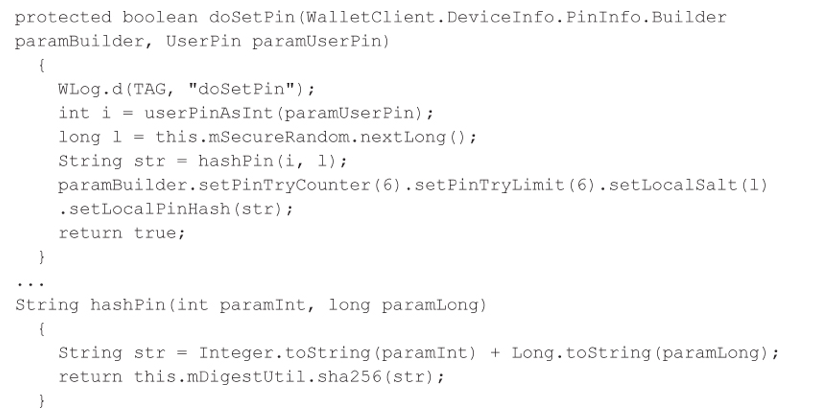 protected boolean doSetPin(WalletClient.DeviceInfo.PinInfo.Builder
paramBuilder, UserPin paramUserPin)
{
WLog.d(TAG, "doSetPin");
int i = userPinAsInt(paramUserPin);
long l = this.mSecureRandom.nextLong();
String str = hashPin(i, l);
paramBuilder.setPinTryCounter(6).setPinTryLimit(6).setLocalSalt(l)
.setLocalPinHash(str);
return true;
}
...
String hashPin(int paramInt, long paramLong)
{
String str = Integer.toString(paramInt) + Long.toString(paramLong);
return this.mDigestUtil.sha256(str);
}